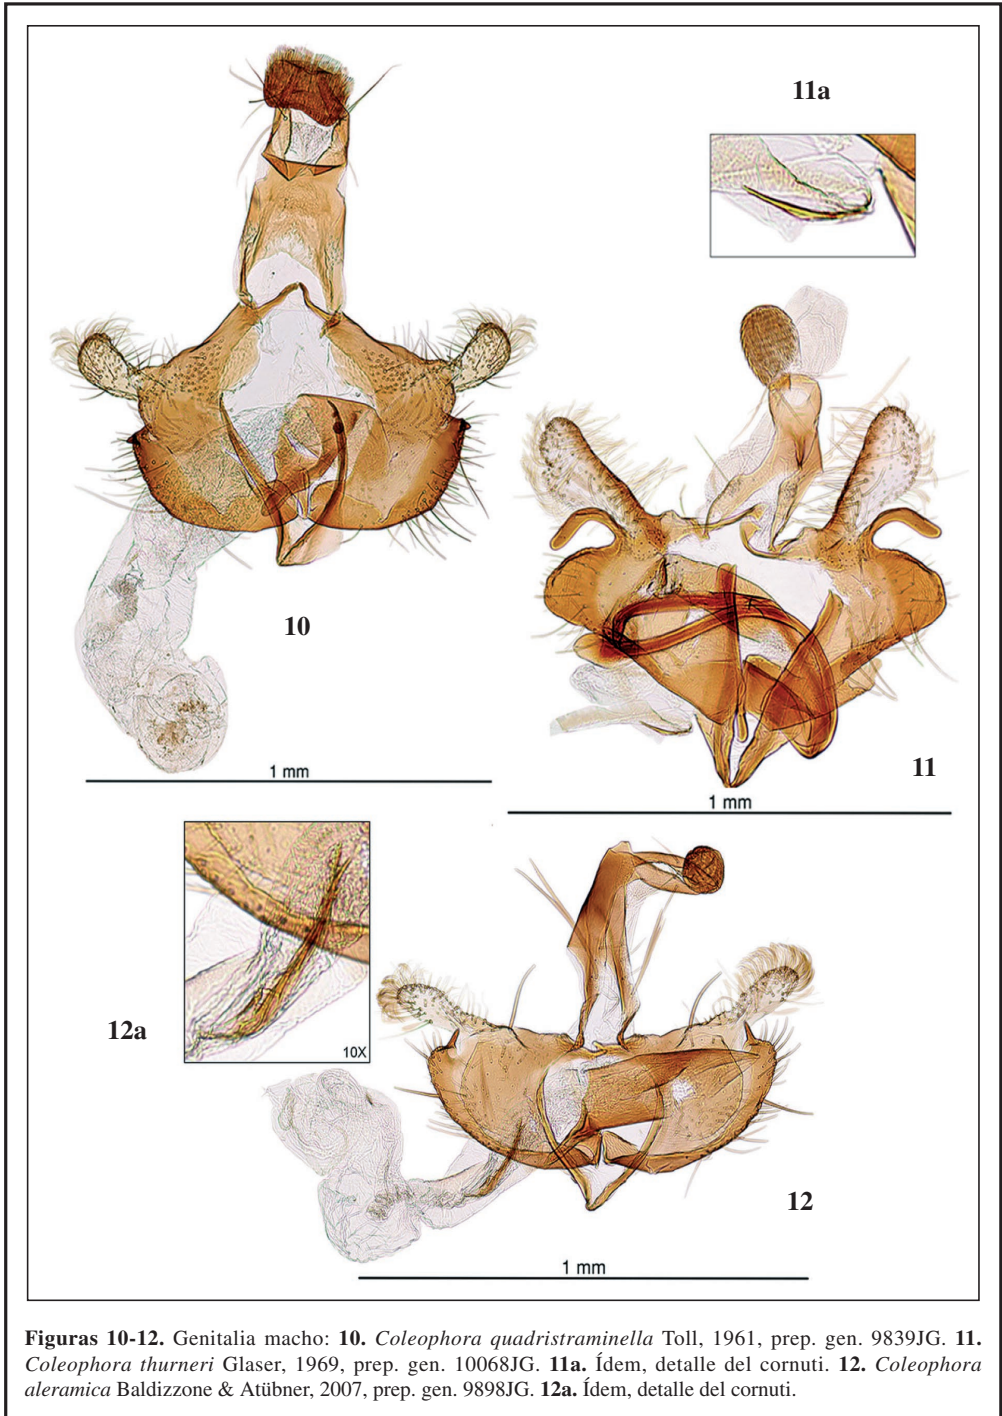 11a
10
1 mm
11
1 mm
12a
10X
12
1 mm
Figuras 10-12. Genitalia macho: 10. Coleophora quadristraminella Toll, 1961, prep. gen. 9839JG. 11.
Coleophora thurneri Glaser, 1969, prep. gen. 10068JG. 11a. Ídem, detalle del cornuti. 12. Coleophora
aleramica Baldizzone & Atübner, 2007, prep. gen. 9898JG. 12a. Ídem, detalle del cornuti.